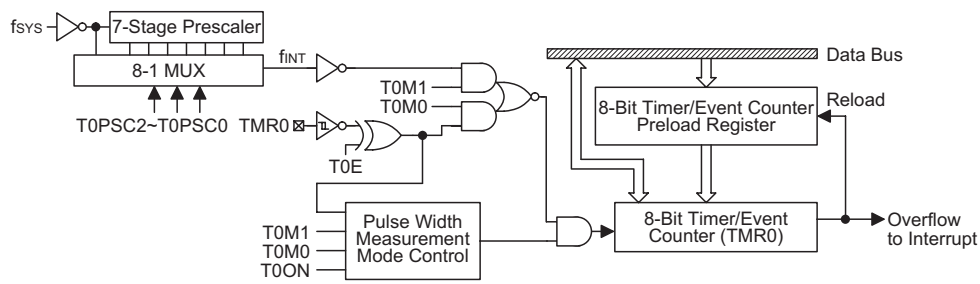 fSYS
7-Stage Prescaler
8-1 MUX
T0PSC2~T0PSC0
fINT
T0M1
T0M0
TMR0
T0E
T0M1
T0M0
T0ON
Pulse Width
Measurement
Mode Control
Data Bus
8-Bit Timer/Event Counter
Preload Register
Reload
8-Bit Timer/Event
Counter (TMR0)
Overflow
to Interrupt